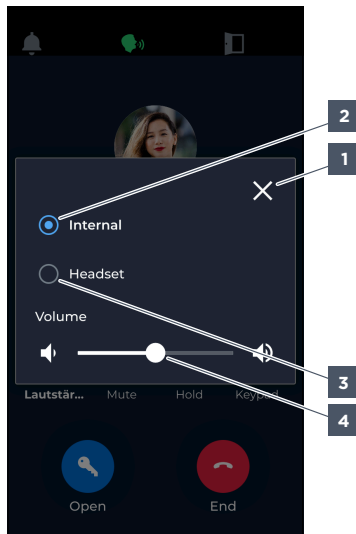 2
1
Internal
Headset
Volume
3
Lautstär... Mute Hold Keypad
4
Open End